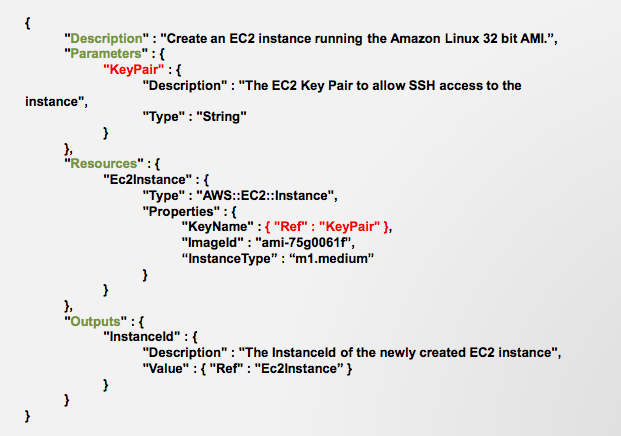 {
"Description" : "Create an EC2 instance running the Amazon Linux 32 bit AMI.”,
"Parameters" : {
"KeyPair" : {
"Description" : "The EC2 Key Pair to allow SSH access to the
instance",
"Type" : "String"
}
},
"Resources" : {
"Ec2Instance" : {
"Type" : "AWS::EC2::Instance",
"Properties" : {
"KeyName" : { "Ref" : "KeyPair" },
"ImageId" : "ami-75g0061f”,
“InstanceType” : “m1.medium”
}
}
},
"Outputs" : {
"InstanceId" : {
"Description" : "The InstanceId of the newly created EC2 instance",
"Value" : { "Ref" : "Ec2Instance” }
}
}
}